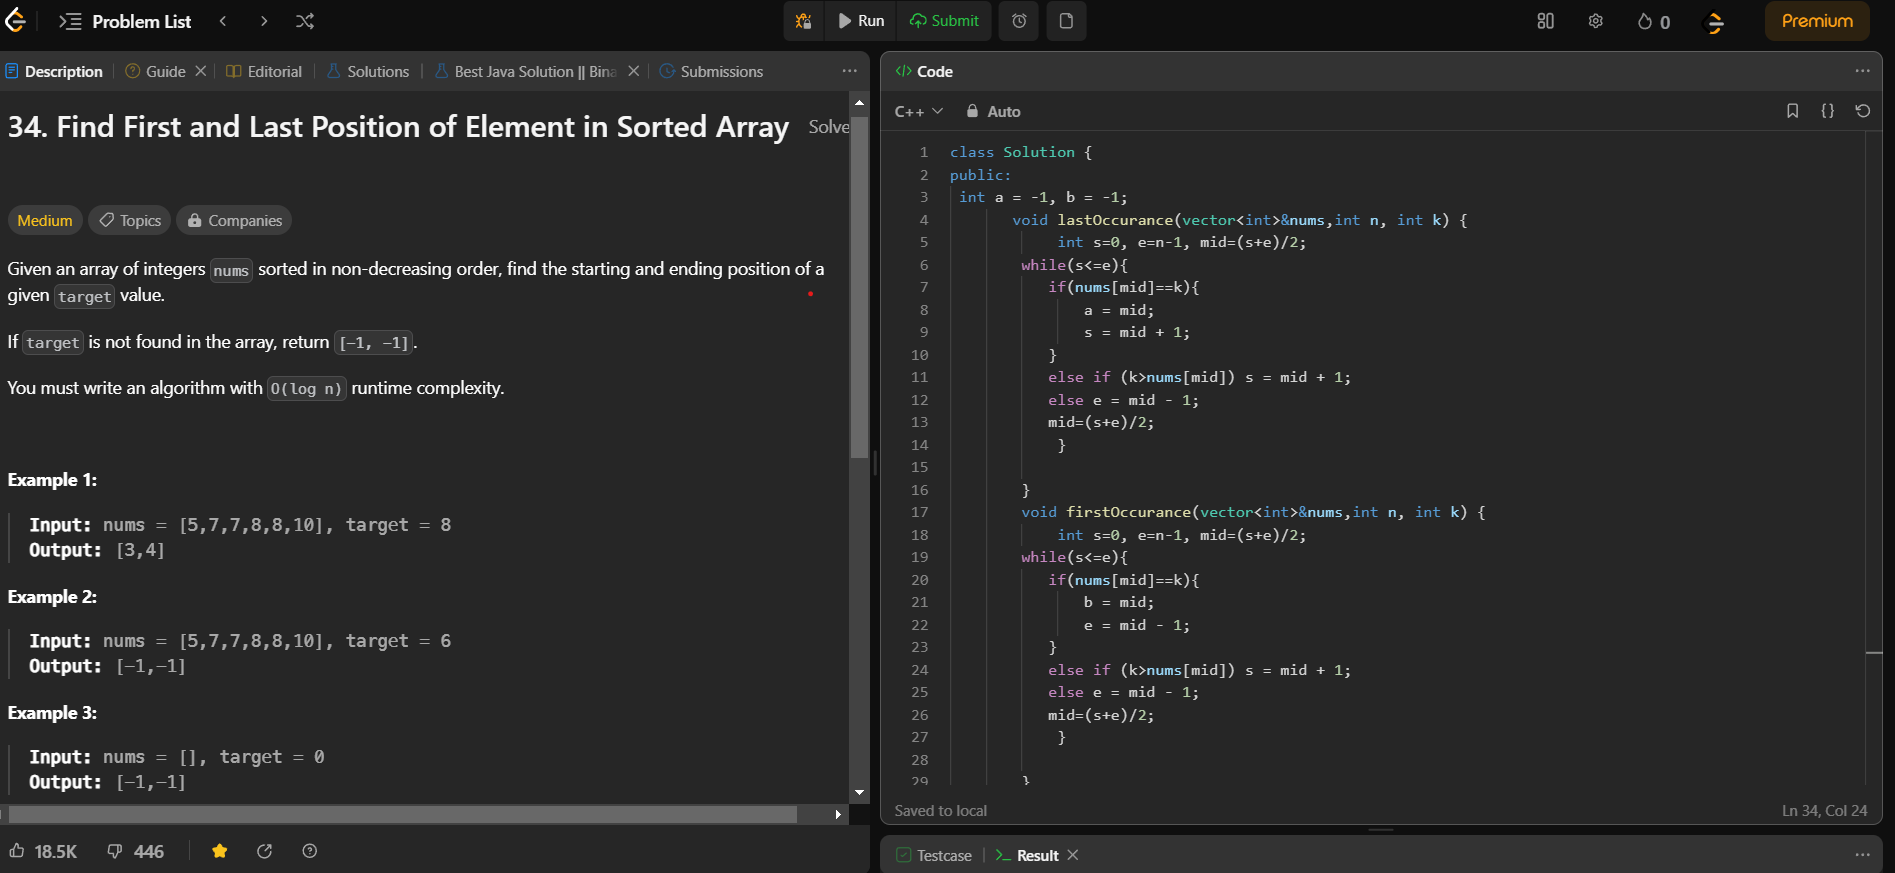 Problem List
Run
Submit
0
Premium
Description
Guide
Editorial
Solutions
Best Java Solution || Bina
Submissions
34. Find First and Last Position of Element in Sorted Array
Solve
Medium
Topics
Companies
Given an array of integers nums sorted in non-decreasing order, find the starting and ending position of a
given target value.
If target is not found in the array, return [-1, -1].
You must write an algorithm with O(log n) runtime complexity.
Example 1:
Input: nums = [5,7,7,8,8,10], target = 8
Output: [3,4]
Example 2:
Input: nums = [5,7,7,8,8,10], target = 6
Output: [-1,-1]
Example 3:
Input: nums = [], target = 0
Output: [-1,-1]
18.5K
446
</> Code
C++
Auto
{}
1 class Solution {
2 public:
3 int a = -1, b = -1;
4 void lastOccurance(vector<int>&nums,int n, int k) {
5 int s=0, e=n-1, mid=(s+e)/2;
6 while(s<=e){
7 if(nums[mid]==k){
8 a = mid;
9 s = mid + 1;
10 }
11 else if (k>nums[mid]) s = mid + 1;
12 else e = mid - 1;
13 mid=(s+e)/2;
14 }
15
16 }
17 void firstOccurance(vector<int>&nums,int n, int k) {
18 int s=0, e=n-1, mid=(s+e)/2;
19 while(s<=e){
20 if(nums[mid]==k){
21 b = mid;
22 e = mid - 1;
23 }
24 else if (k>nums[mid]) s = mid + 1;
25 else e = mid - 1;
26 mid=(s+e)/2;
27 }
28
29 }
Saved to local
Ln 34, Col 24
Testcase
Result